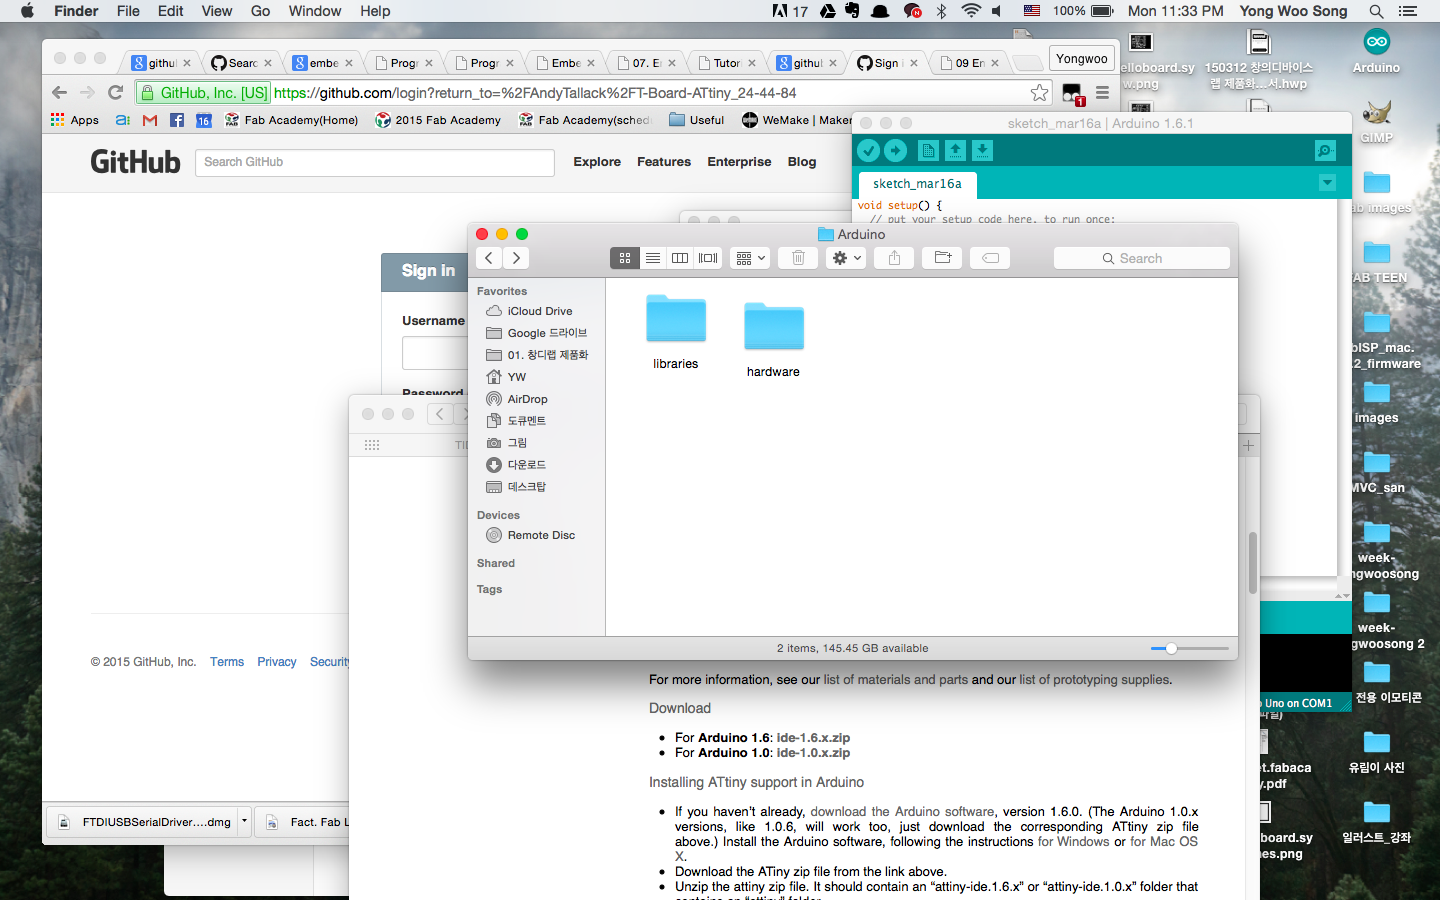 Finder File Edit View Go Window Help 17 100% Mon 11:33 PM Yong Woo Song
githul Searc embe Progr Progr Embe 07. E Tutori githul Sign i 09 En Yongwoo
GitHub, Inc. [US] https://github.com/login?return_to=%2FAndyTallack%2FT-Board-ATtiny_24-44-84
Apps 16 Fab Academy(Home) 2015 Fab Academy Fab Academy(sched Useful WeMake | Maker
GitHub Search GitHub Explore Features Enterprise Blog
Sign in
Username
Password
© 2015 GitHub, Inc. Terms Privacy Security
FTDIUSBSerialDriver....dmg Fact. Fab L
sketch_mar16a | Arduino 1.6.1
sketch_mar16a
void setup() {
// put your setup code here, to run once:
Uno on COM1
Arduino
Search
Favorites
iCloud Drive
Google 드라이브
01. 창디랩 제품화
YW
AirDrop
도큐멘트
그림
다운로드
데스크탑
Devices
Remote Disc
Shared
Tags
libraries
hardware
2 items, 145.45 GB available
For more information, see our list of materials and parts and our list of prototyping supplies.
Download
• For Arduino 1.6: ide-1.6.x.zip
• For Arduino 1.0: ide-1.0.x.zip
Installing ATtiny support in Arduino
• If you haven't already, download the Arduino software, version 1.6.0. (The Arduino 1.0.x
versions, like 1.0.6, will work too, just download the corresponding ATtiny zip file
above.) Install the Arduino software, following the instructions for Windows or for Mac OS
X.
• Download the ATiny zip file from the link above.
• Unzip the attiny zip file. It should contain an “attiny-ide.1.6.x” or “attiny-ide.1.0.x” folder that
contains an “attiny” folder.
elloboard.sy
w.png
150312 창의디바이스
랩 제품화...서.hwp
Arduino
GIMP
ab images
AB TEEN
bISP_mac.
.2_firmware
images
MVC_san
week-
ngwoosong
week-
gwoosong 2
전용 이모티콘
파일)
et.fabaca
y.pdf
유림이 사진
board.sy
nes.png
일러스트_강좌